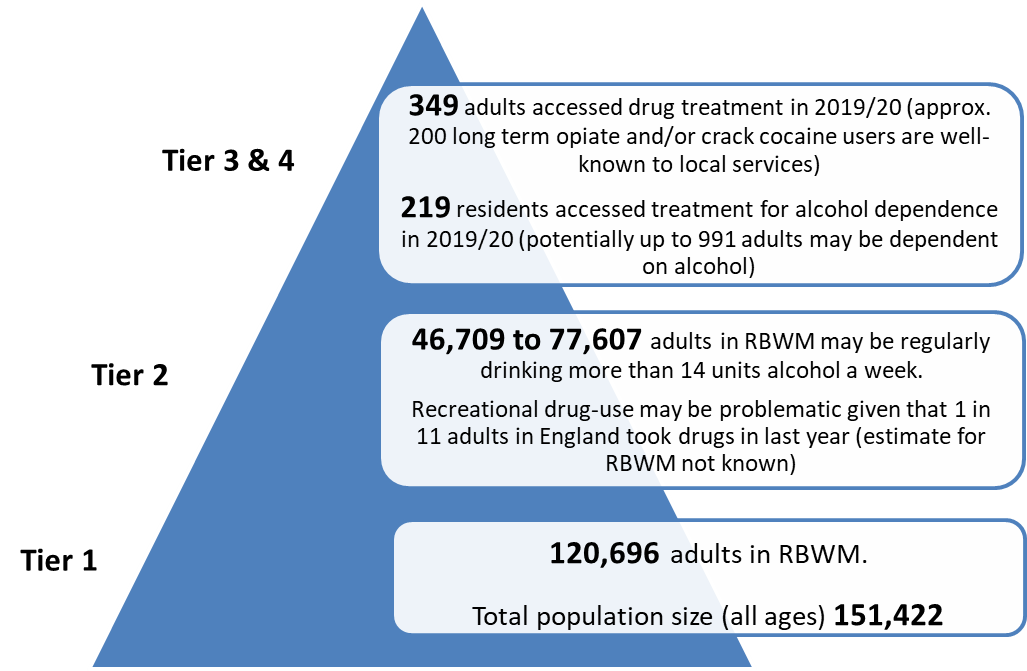 349 adults accessed drug treatment in 2019/20 (approx.
200 long term opiate and/or crack cocaine users are well-
known to local services)
Tier 3 & 4
219 residents accessed treatment for alcohol dependence
in 2019/20 (potentially up to 991 adults may be dependent
on alcohol)
46,709 to 77,607 adults in RBWM may be regularly
drinking more than 14 units alcohol a week.
Tier 2
Recreational drug-use may be problematic given that 1 in
11 adults in England took drugs in last year (estimate for
RBWM not known)
Tier 1
120,696 adults in RBWM.
Total population size (all ages) 151,422